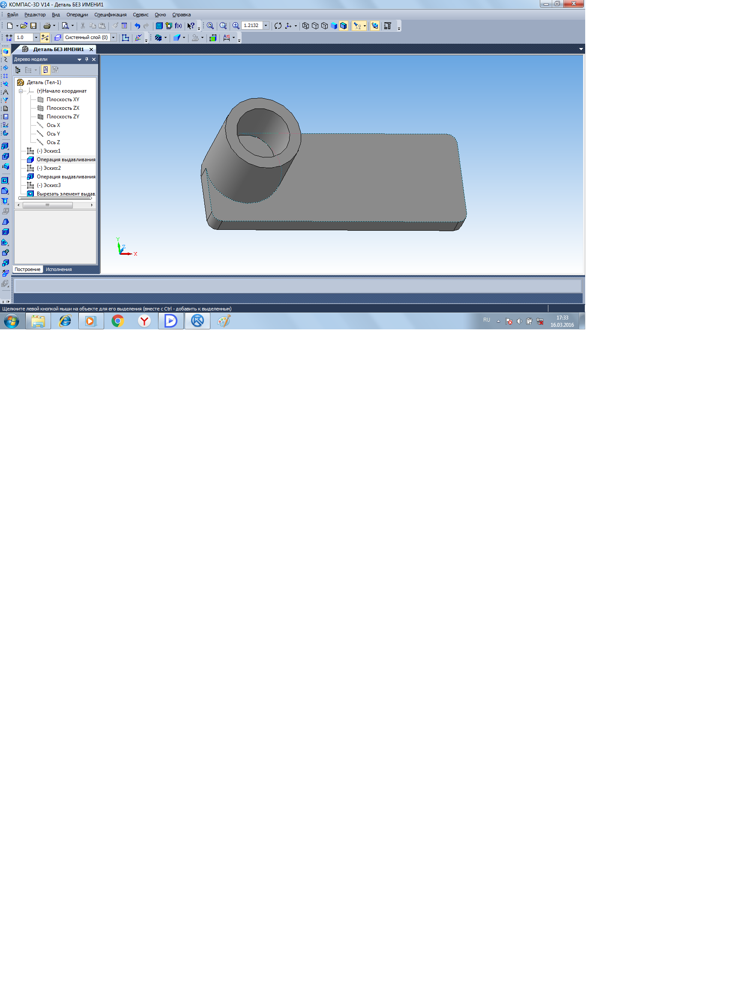 КОМПАС-3D V14 - Деталь БЕЗ ИМЕНИ1
Файл Редактор Вид Операции Спецификация Сервис Окно Справка
f(x) 1.2132
1.0 Системный слой (0)
Деталь БЕЗ ИМЕНИ1
Дерево модели
Деталь (Тел-1)
(т)Начало координат
Плоскость XY
Плоскость ZX
Плоскость ZY
Ось X
Ось Y
Ось Z
(-) Эскиз:1
Операция выдавливания
(-) Эскиз:2
Операция выдавливания
(-) Эскиз:3
Вырезать элемент выдав.
Y
Z
X
Построение Исполнения
Щелкните левой кнопкой мыши на объекте для его выделения (вместе с Ctrl - добавить к выделенным)
RU
17:33
16.03.2016